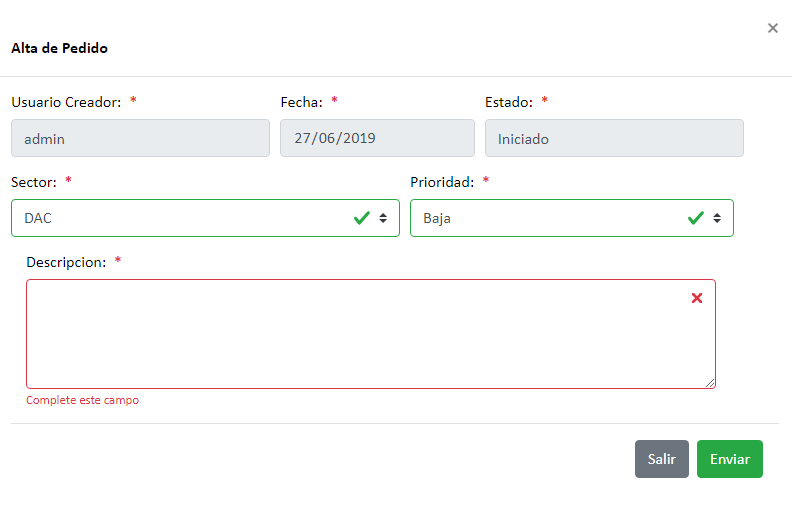 ×
Alta de Pedido
Usuario Creador: * Fecha: * Estado: *
admin 27/06/2019 Iniciado
Sector: * Prioridad: *
DAC Baja
Descripcion: *
Complete este campo
Salir Enviar